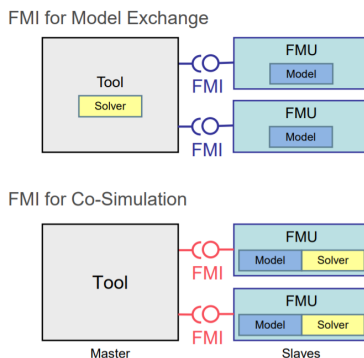 FMI for Model Exchange
Tool
Solver
FMI
FMU
Model
FMI
FMU
Model
FMI for Co-Simulation
Tool
FMI
FMU
Model Solver
FMI
FMU
Model Solver
Master Slaves